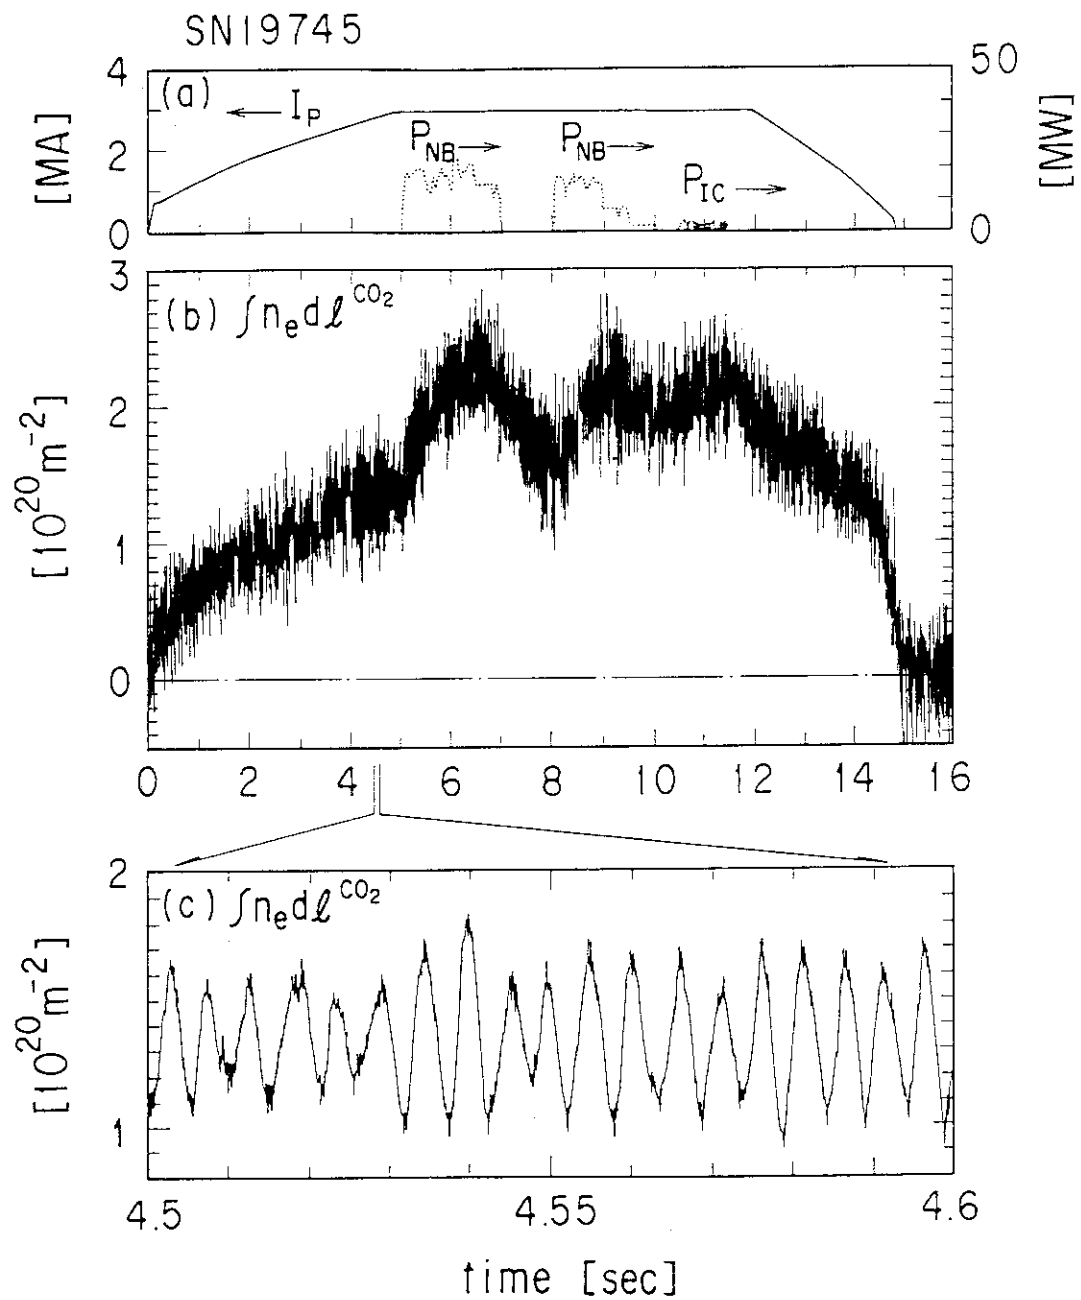 SN19745
4 (a) ← I_P 50
[MA] 2 P_NB → P_NB → P_IC → [MW]
0 0
3
(b) ∫n_e dℓ^CO₂
[10^20 m^-2] 2
1
0
0 2 4 6 8 10 12 14 16
2
(c) ∫n_e dℓ^CO₂
[10^20 m^-2]
1
4.5 4.55 4.6
time [sec]